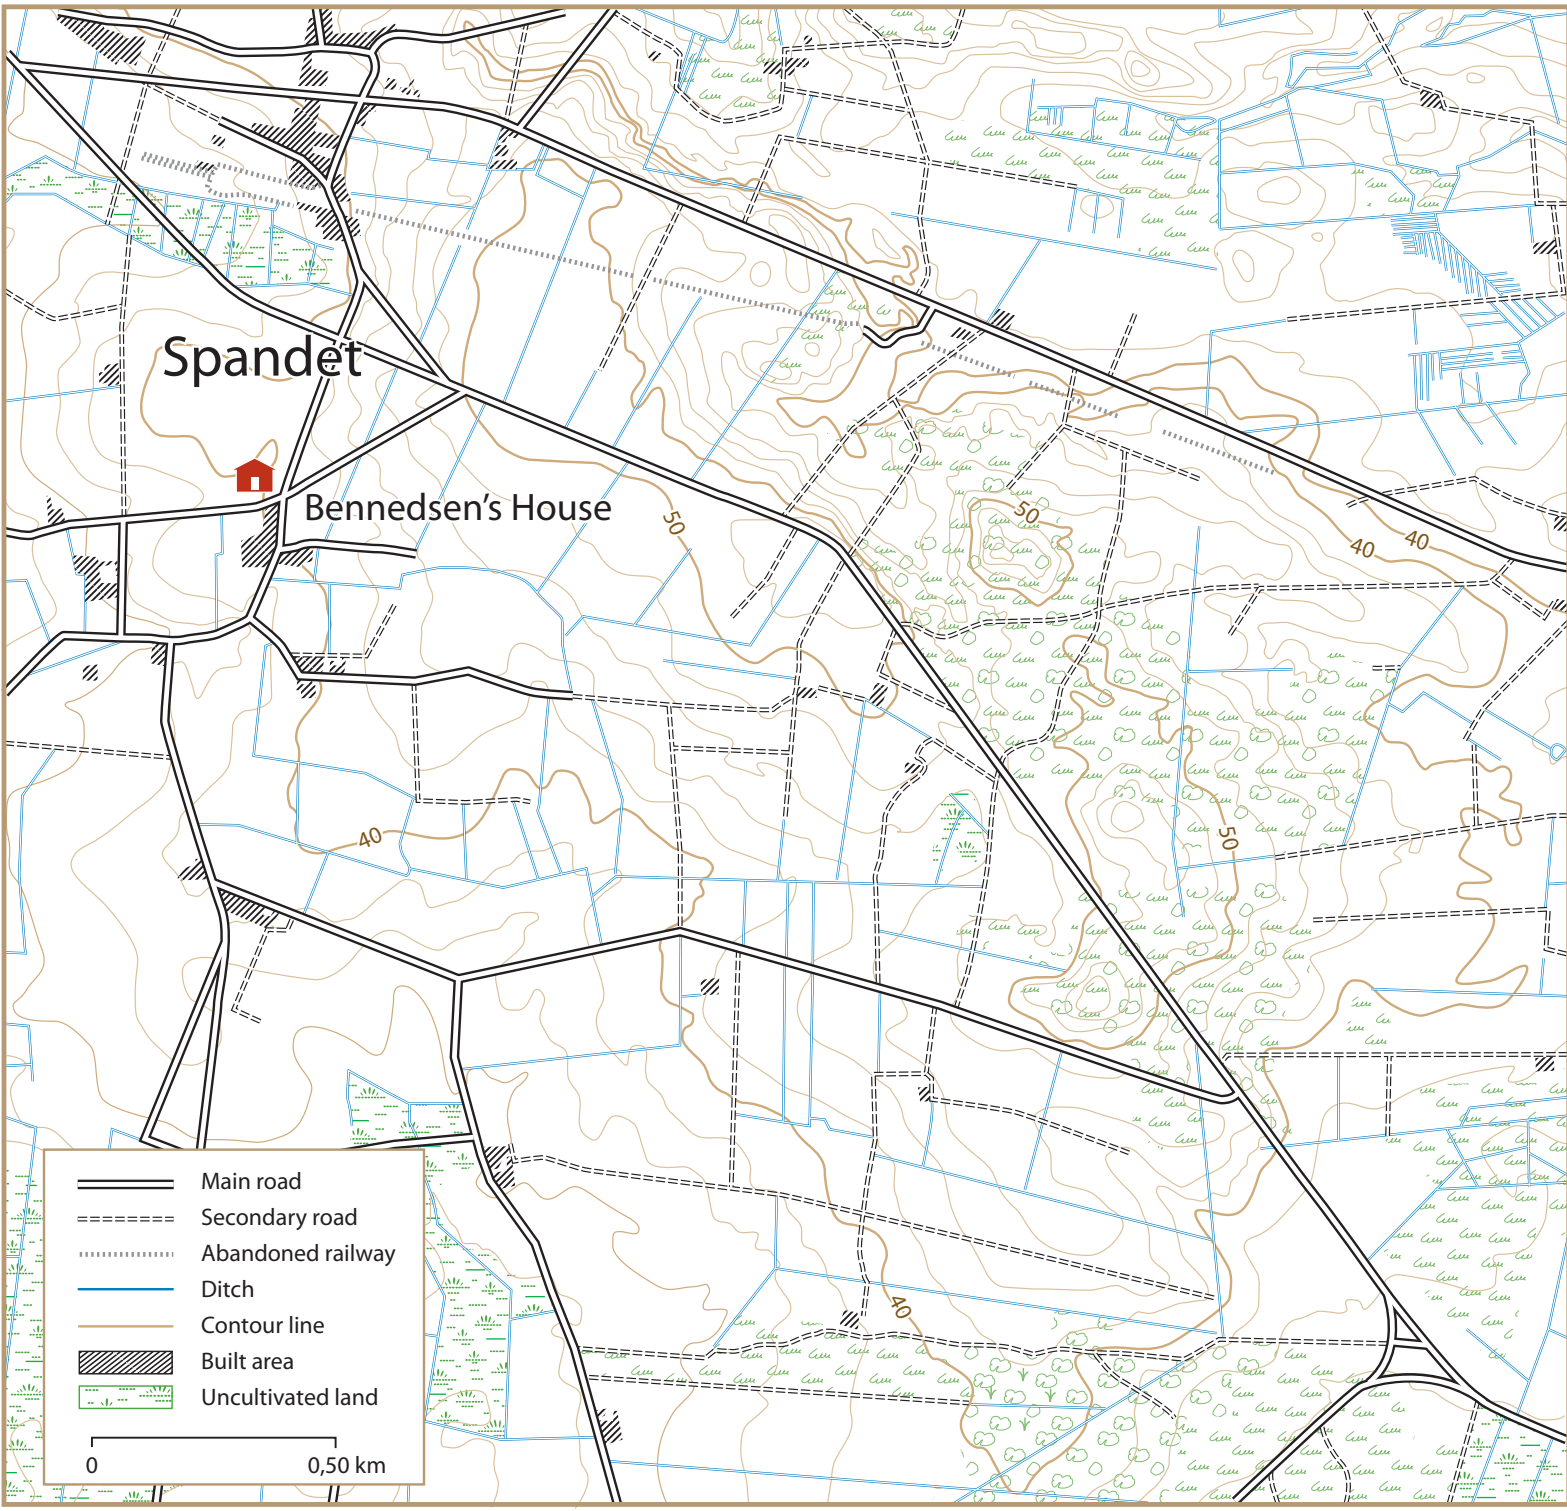 Spandet
Bennedsen's House
50
50
40
40
40
50
40
Main road
Secondary road
Abandoned railway
Ditch
Contour line
Built area
Uncultivated land
0 0,50 km